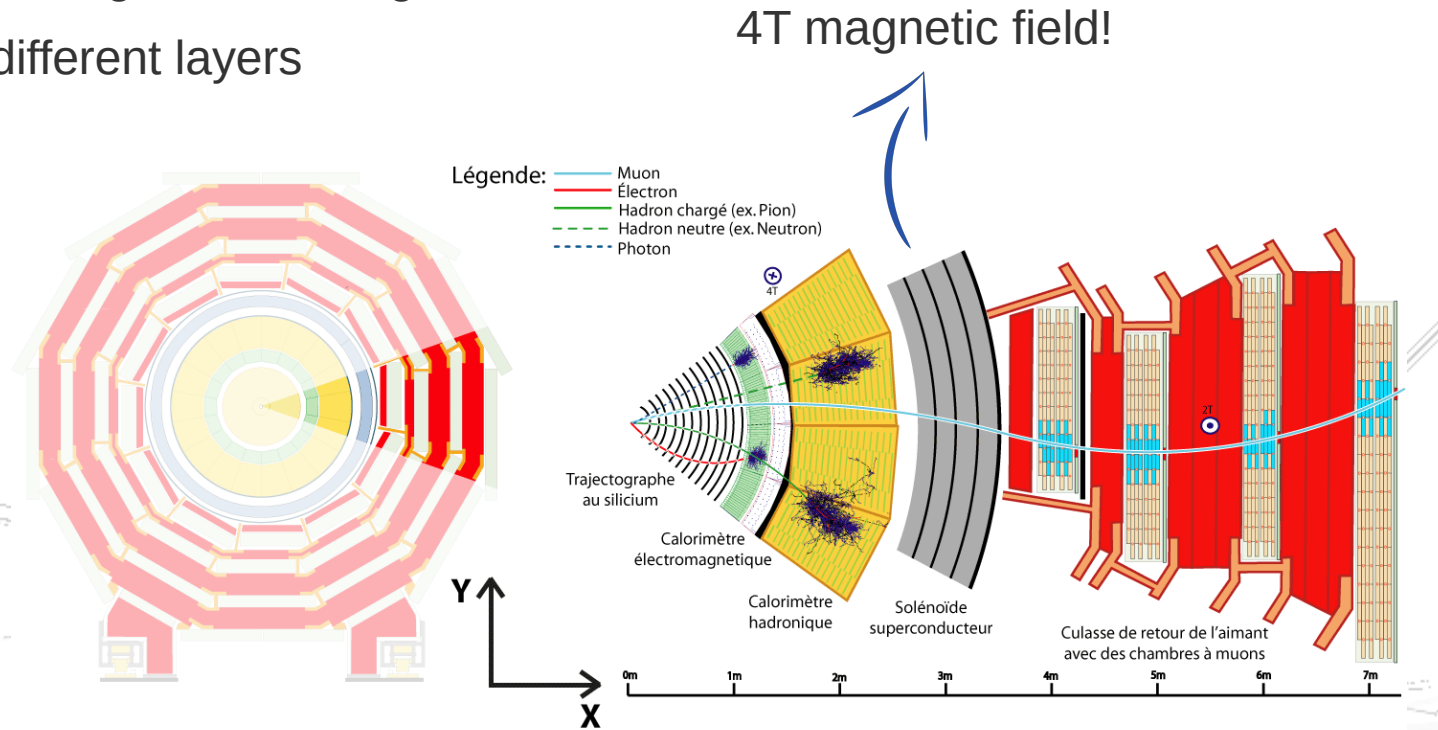 different layers
4T magnetic field!
Légende:
Muon
Électron
Hadron chargé (ex. Pion)
Hadron neutre (ex. Neutron)
Photon
4T
2T
Trajectographe
au silicium
Calorimètre
électromagnetique
Calorimètre
hadronique
Solénoïde
superconducteur
Culasse de retour de l'aimant
avec des chambres à muons
Y
X
0m 1m 2m 3m 4m 5m 6m 7m